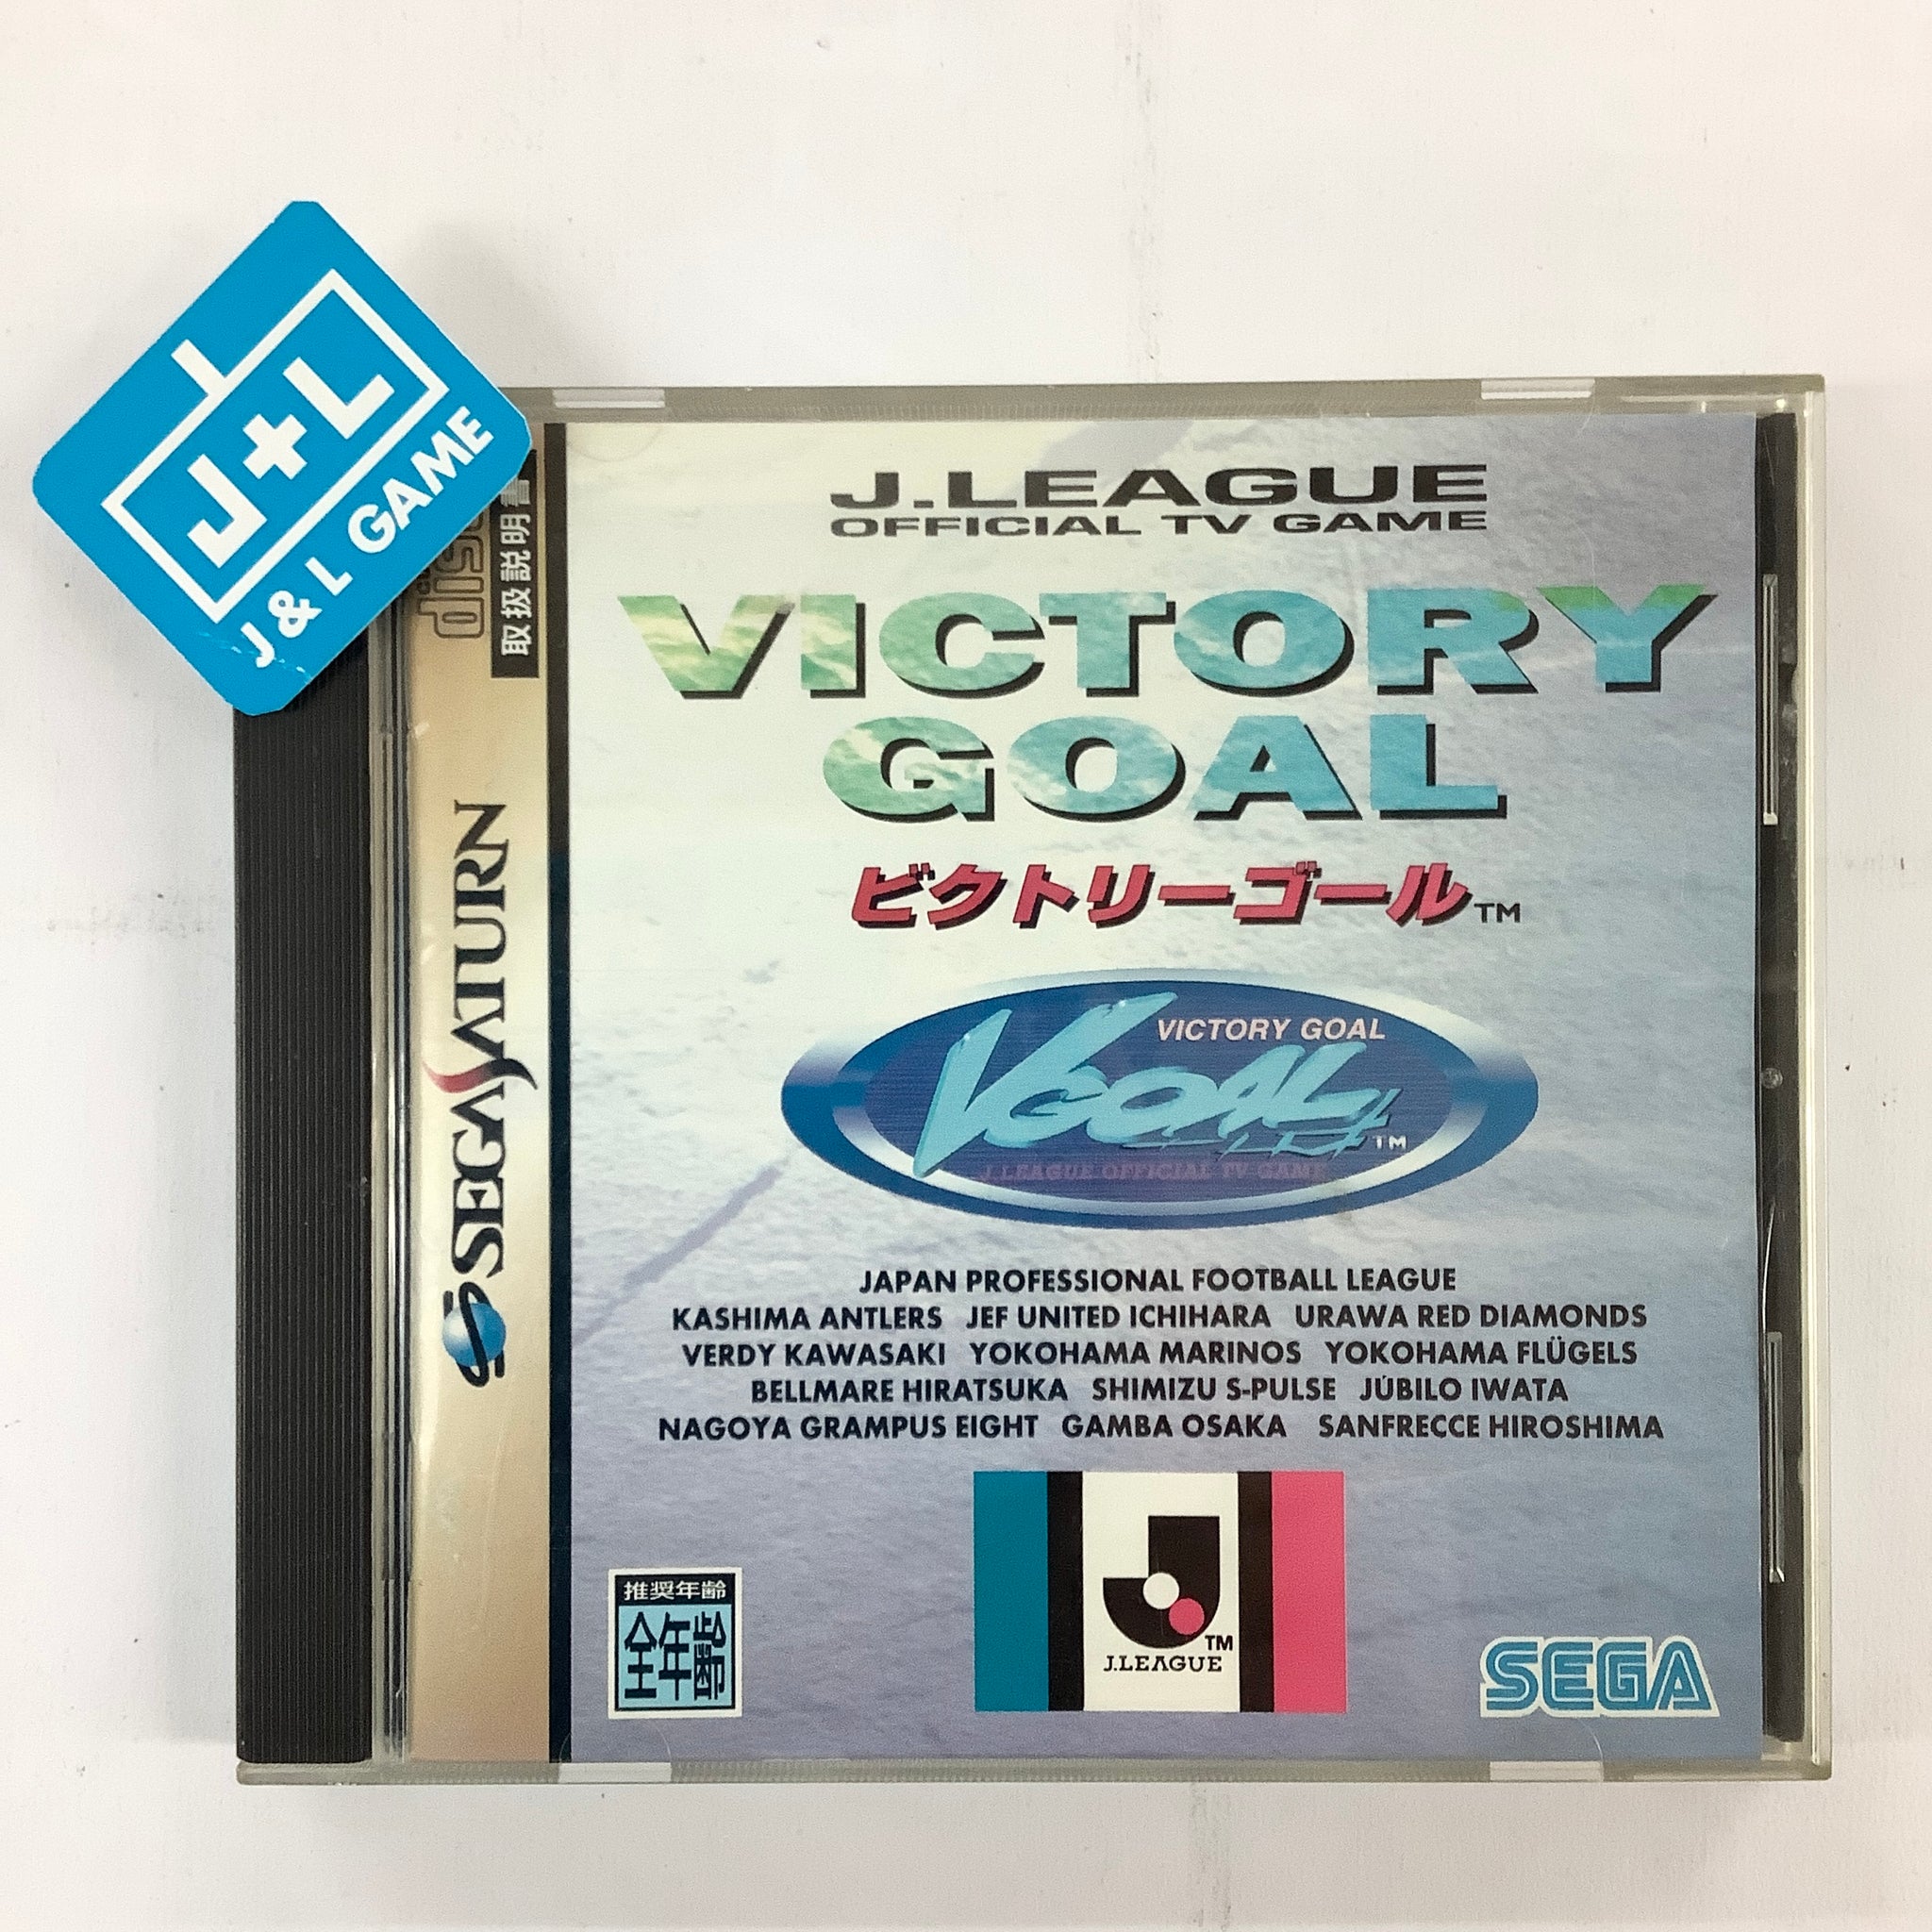 J+L
J & L GAME
disc
取扱説明書
SEGA SATURN
J.LEAGUE
OFFICIAL TV GAME
VICTORY
GOAL
ビクトリーゴール™
VICTORY GOAL
VGOAL
™
J.LEAGUE OFFICIAL TV GAME
JAPAN PROFESSIONAL FOOTBALL LEAGUE
KASHIMA ANTLERS JEF UNITED ICHIHARA URAWA RED DIAMONDS
VERDY KAWASAKI YOKOHAMA MARINOS YOKOHAMA FLÜGELS
BELLMARE HIRATSUKA SHIMIZU S-PULSE JÚBILO IWATA
NAGOYA GRAMPUS EIGHT GAMBA OSAKA SANFRECCE HIROSHIMA
推奨年齢
全年齢
™
J.LEAGUE
SEGA